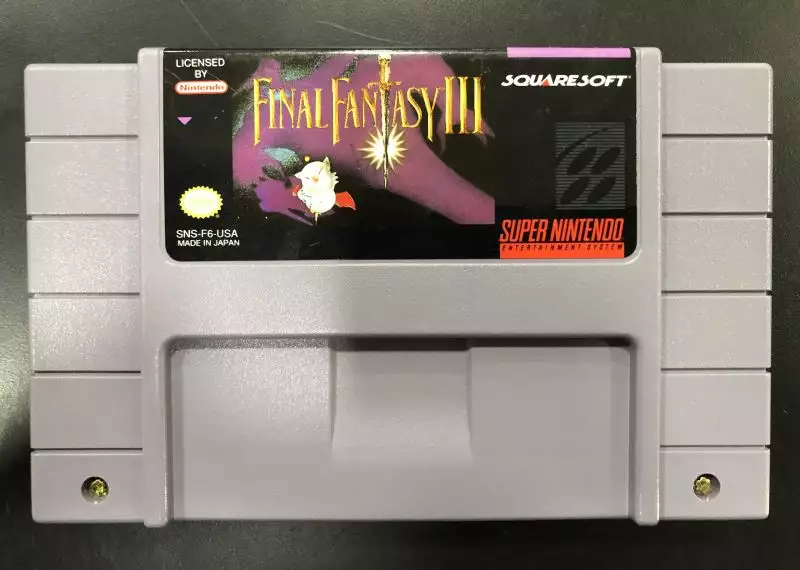 LICENSED
BY
Nintendo
FINAL FANTASY III
SQUARESOFT
SNS-F6-USA
MADE IN JAPAN
SUPER NINTENDO
ENTERTAINMENT SYSTEM